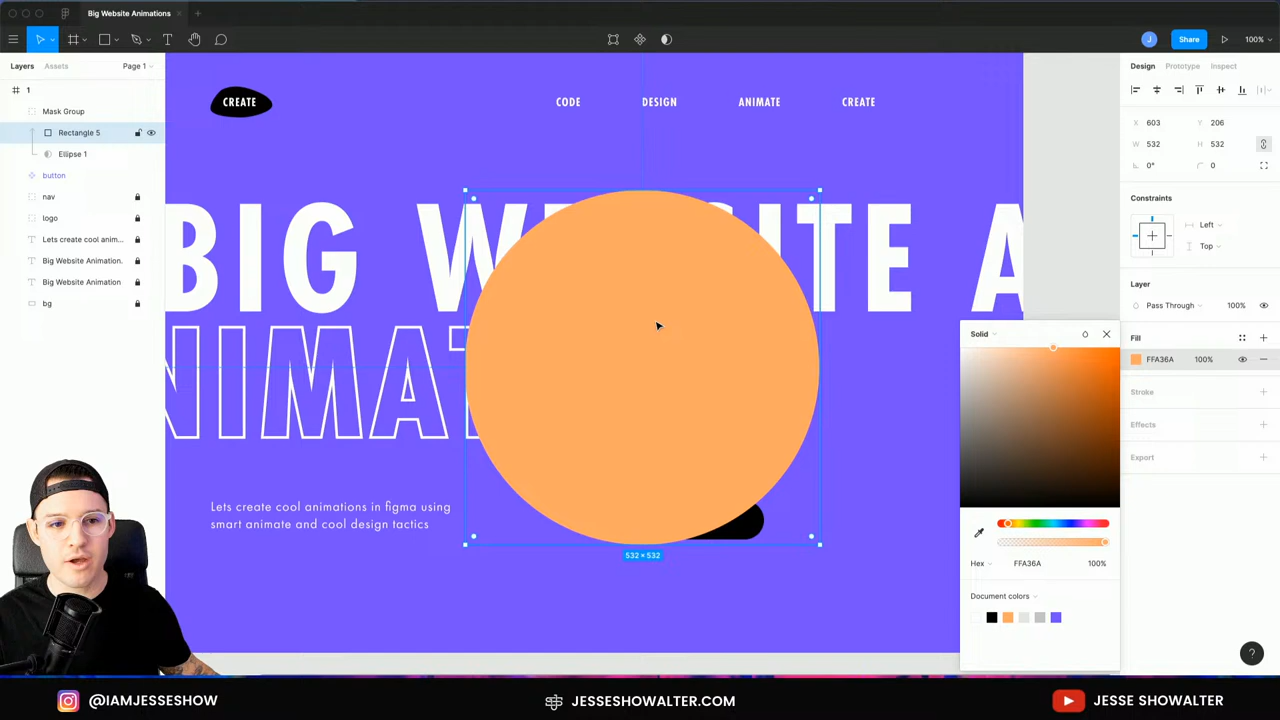 Big Website Animations
Share
100%
Layers
Assets
Page 1
1
Mask Group
Rectangle 5
Ellipse 1
button
nav
logo
Lets create cool anim...
Big Website Animation.
Big Website Animation
bg
CREATE
CODE
DESIGN
ANIMATE
CREATE
BIG WEBSITE A
NIMAT
Lets create cool animations in figma using
smart animate and cool design tactics
532 × 532
Design
Prototype
Inspect
X 603 Y 206
W 532 H 532
0° 0
Constraints
Left
Top
Layer
Pass Through 100%
Fill
FFA36A 100%
Stroke
Effects
Export
Solid
Hex FFA36A 100%
Document colors
?
J
@IAMJESSESHOW
JESSESHOWALTER.COM
JESSE SHOWALTER